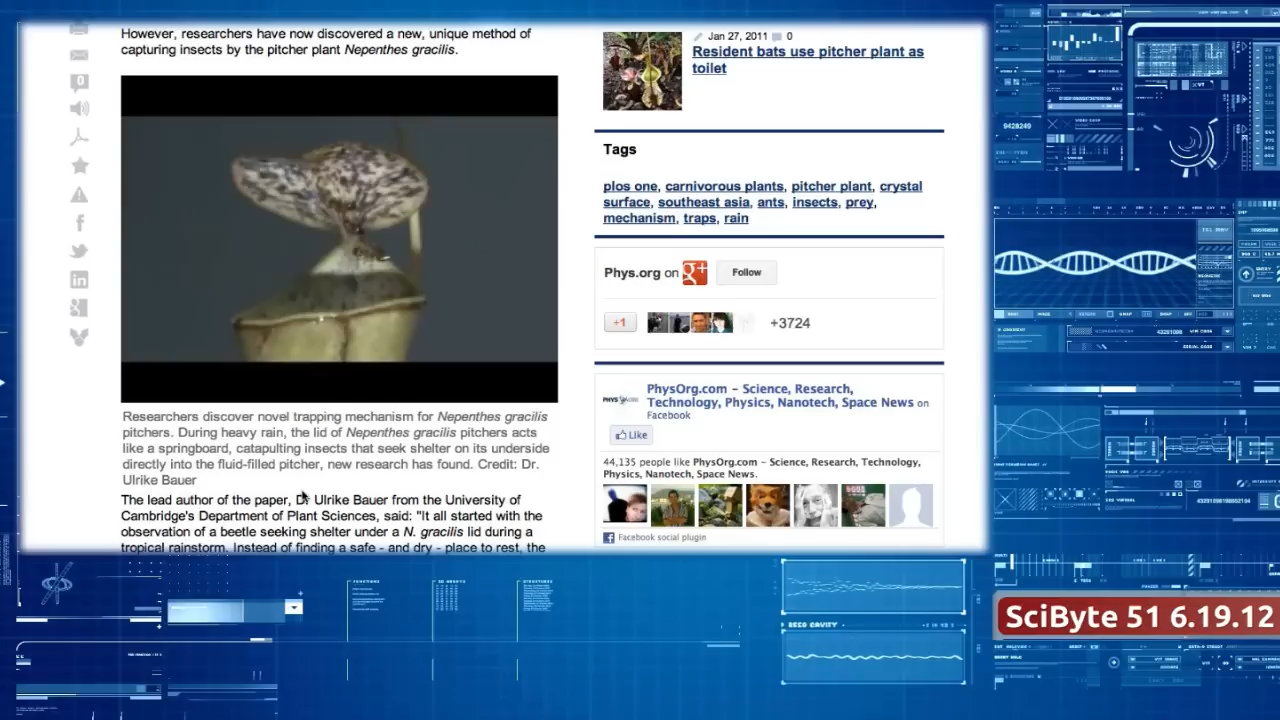 However, researchers have now discovered a new, unique method of
capturing insects by the pitcher plant Nepenthes gracilis.
0
Researchers discover novel trapping mechanism for Nepenthes gracilis
pitchers. During heavy rain, the lid of Nepenthes gracilis pitchers acts
like a springboard, catapulting insects that seek shelter on its underside
directly into the fluid-filled pitcher, new research has found. Credit: Dr.
Ulrike Bauer
The lead author of the paper, Dr Ulrike Bauer from the University of
Cambridge's Department of Plant Sciences, said: "It all started with the
observation of a beetle seeking shelter under a N. gracilis lid during a
tropical rainstorm. Instead of finding a safe - and dry - place to rest, the
Jan 27, 2011 0
Resident bats use pitcher plant as
toilet
Tags
plos one, carnivorous plants, pitcher plant, crystal
surface, southeast asia, ants, insects, prey,
mechanism, traps, rain
Phys.org on g+ Follow
+1 +3724
PhysOrg.com – Science, Research,
Technology, Physics, Nanotech, Space News on
Facebook
Like
44,135 people like PhysOrg.com – Science, Research, Technology,
Physics, Nanotech, Space News.
Facebook social plugin
9428249
SciByte 51 6.19.12